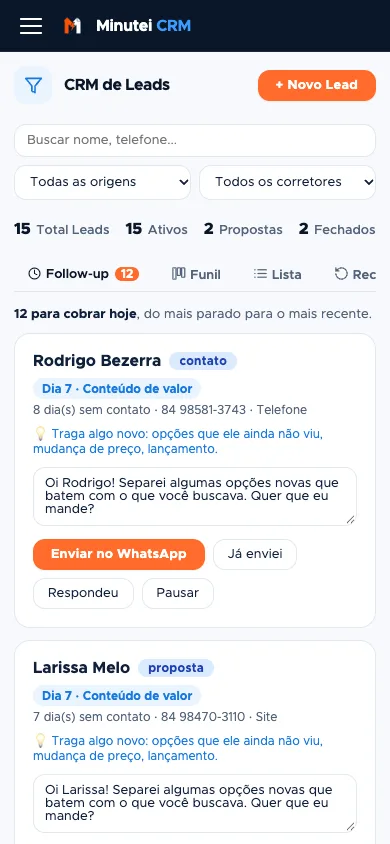 Minutei CRM
CRM de Leads
+ Novo Lead
Buscar nome, telefone...
Todas as origens
Todos os corretores
15 Total Leads 15 Ativos 2 Propostas 2 Fechados
Follow-up 12 Funil Lista Rec
12 para cobrar hoje, do mais parado para o mais recente.
Rodrigo Bezerra contato
Dia 7 · Conteúdo de valor
8 dia(s) sem contato · 84 98581-3743 · Telefone
💡 Traga algo novo: opções que ele ainda não viu,
mudança de preço, lançamento.
Oi Rodrigo! Separei algumas opções novas que
batem com o que você buscava. Quer que eu
mande?
Enviar no WhatsApp
Já enviei
Respondeu
Pausar
Larissa Melo proposta
Dia 7 · Conteúdo de valor
7 dia(s) sem contato · 84 98470-3110 · Site
💡 Traga algo novo: opções que ele ainda não viu,
mudança de preço, lançamento.
Oi Larissa! Separei algumas opções novas que
batem com o que você buscava. Quer que eu
mande?